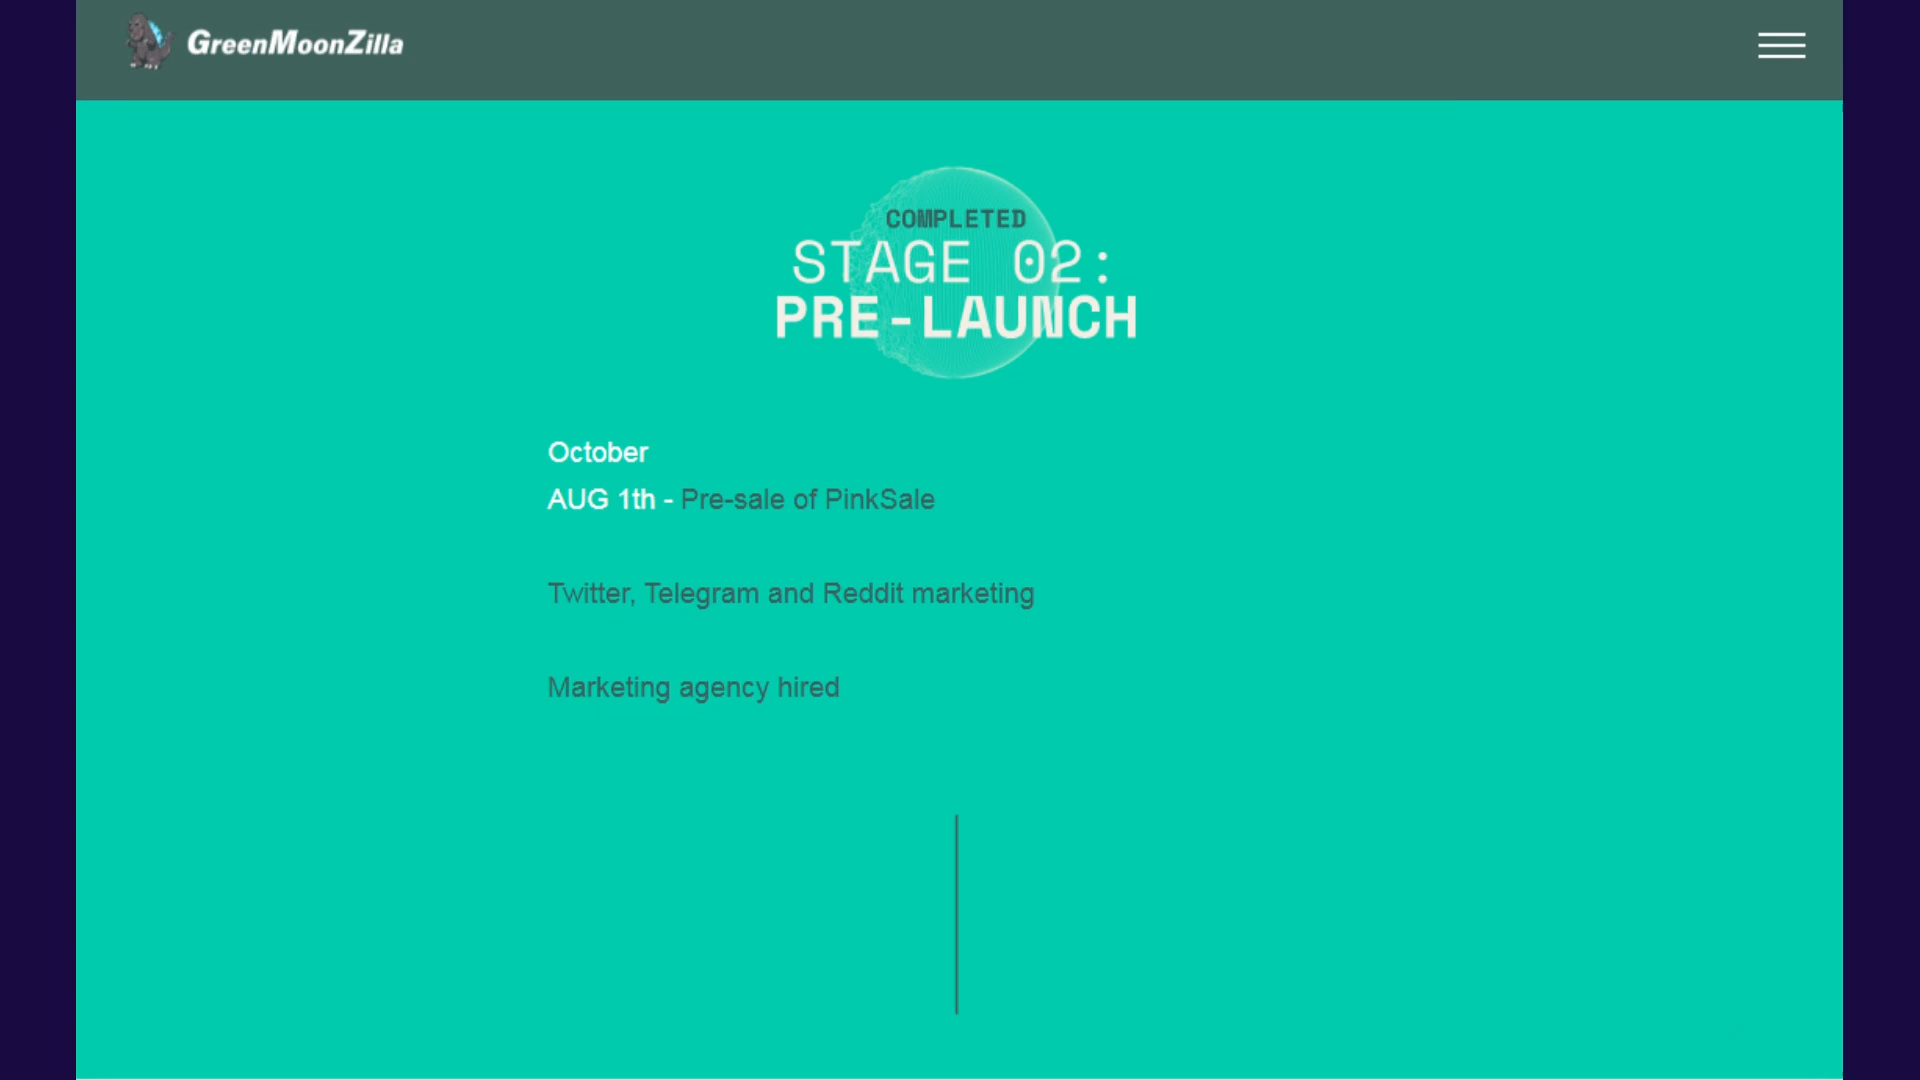 GreenMoonZilla
COMPLETED
STAGE 02:
PRE-LAUNCH
October
AUG 1th - Pre-sale of PinkSale
Twitter, Telegram and Reddit marketing
Marketing agency hired